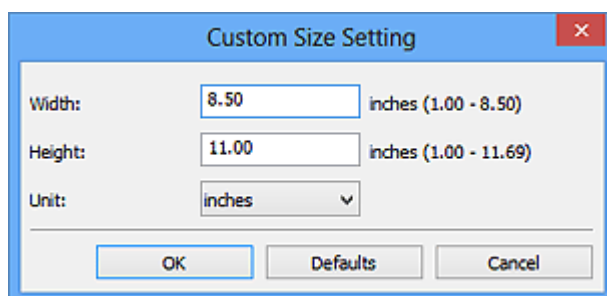 Custom Size Setting
Width: 8.50 inches (1.00 - 8.50)
Height: 11.00 inches (1.00 - 11.69)
Unit: inches
OK Defaults Cancel